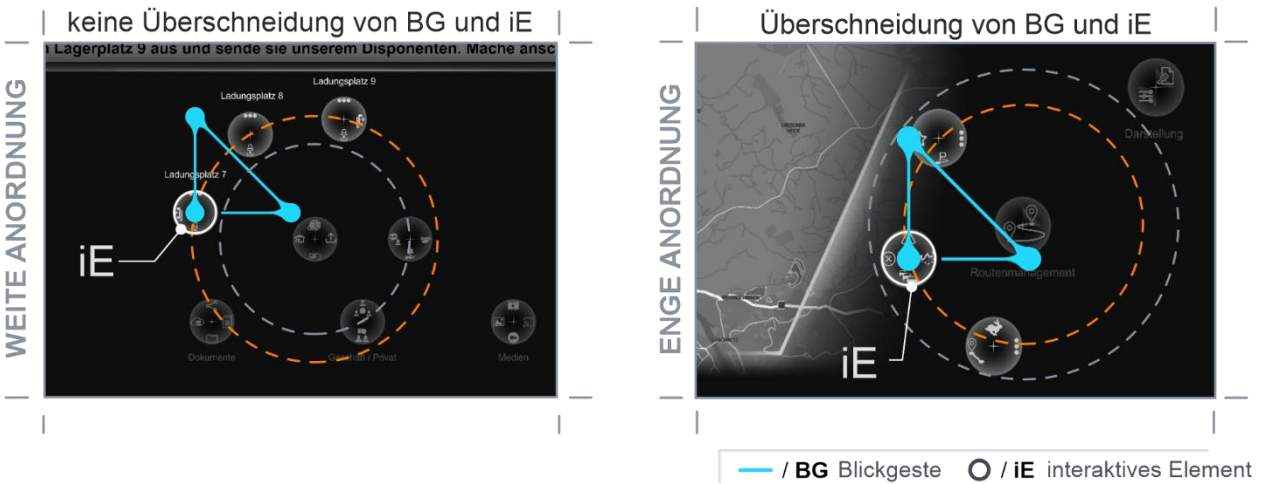 keine Überschneidung von BG und iE
WEITE ANORDNUNG
Lagerplatz 9 aus und sende sie unserem Disponenten. Mache ansc
Ladungsplatz 9
Ladungsplatz 8
Ladungsplatz 7
iE
Dokumente
Geschäft / Privat
Medien
Überschneidung von BG und iE
ENGE ANORDNUNG
Darstellung
Routenmanagement
iE
/ BG Blickgeste
/ iE interaktives Element